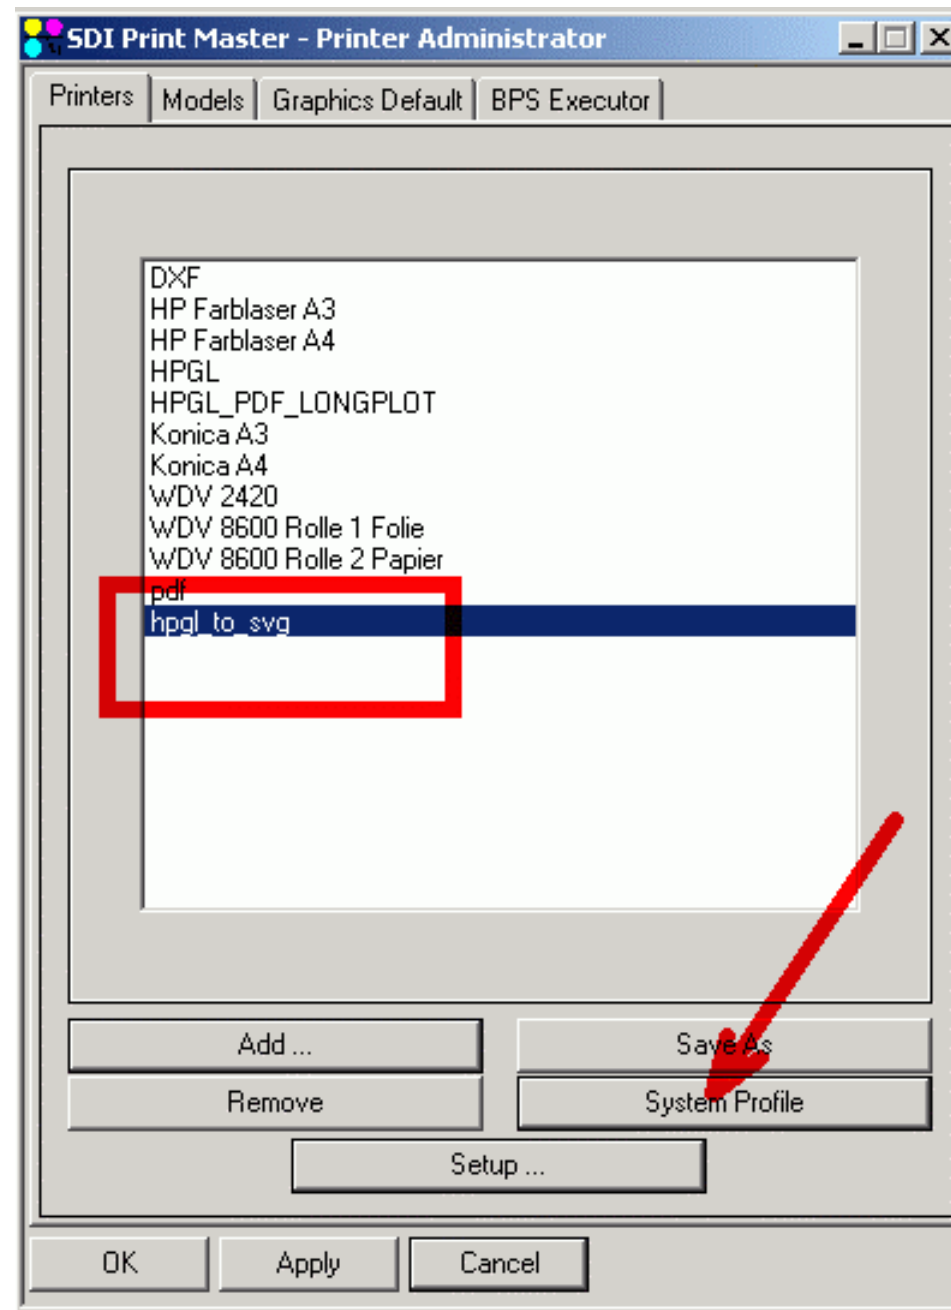 SDI Print Master - Printer Administrator
Printers Models Graphics Default BPS Executor
DXF
HP Farblaser A3
HP Farblaser A4
HPGL
HPGL_PDF_LONGPLOT
Konica A3
Konica A4
WDV 2420
WDV 8600 Rolle 1 Folie
WDV 8600 Rolle 2 Papier
pdf
hpgl_to_svg
Add ... Save As
Remove System Profile
Setup ...
OK Apply Cancel